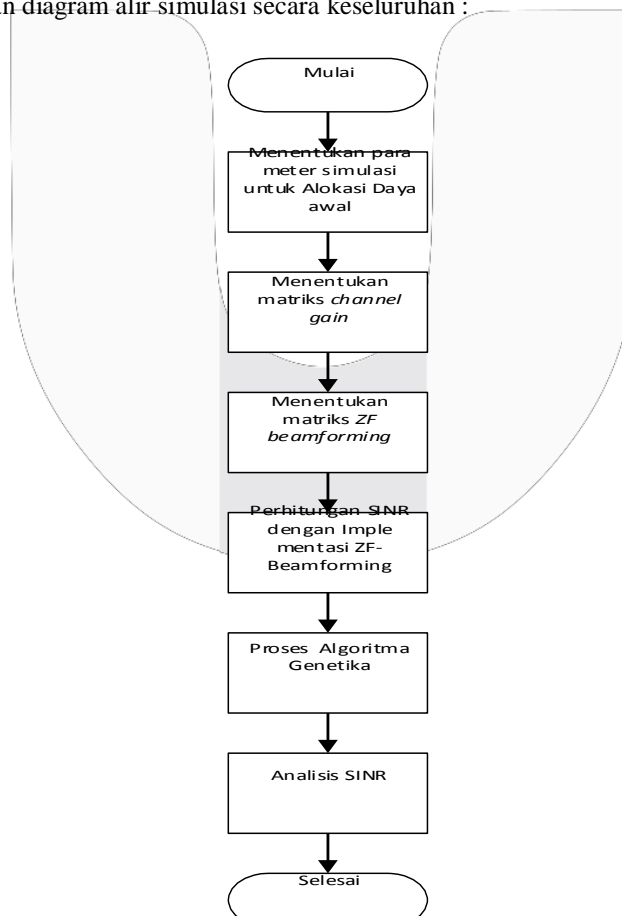 n diagram alir simulasi secara keseluruhan :
Mulai
Menentukan para
meter simulasi
untuk Alokasi Daya
awal
Menentukan
matriks channel
gain
Menentukan
matriks ZF
beamforming
Perhitungan SINR
dengan Imple
mentasi ZF-
Beamforming
Proses Algoritma
Genetika
Analisis SINR
Selesai